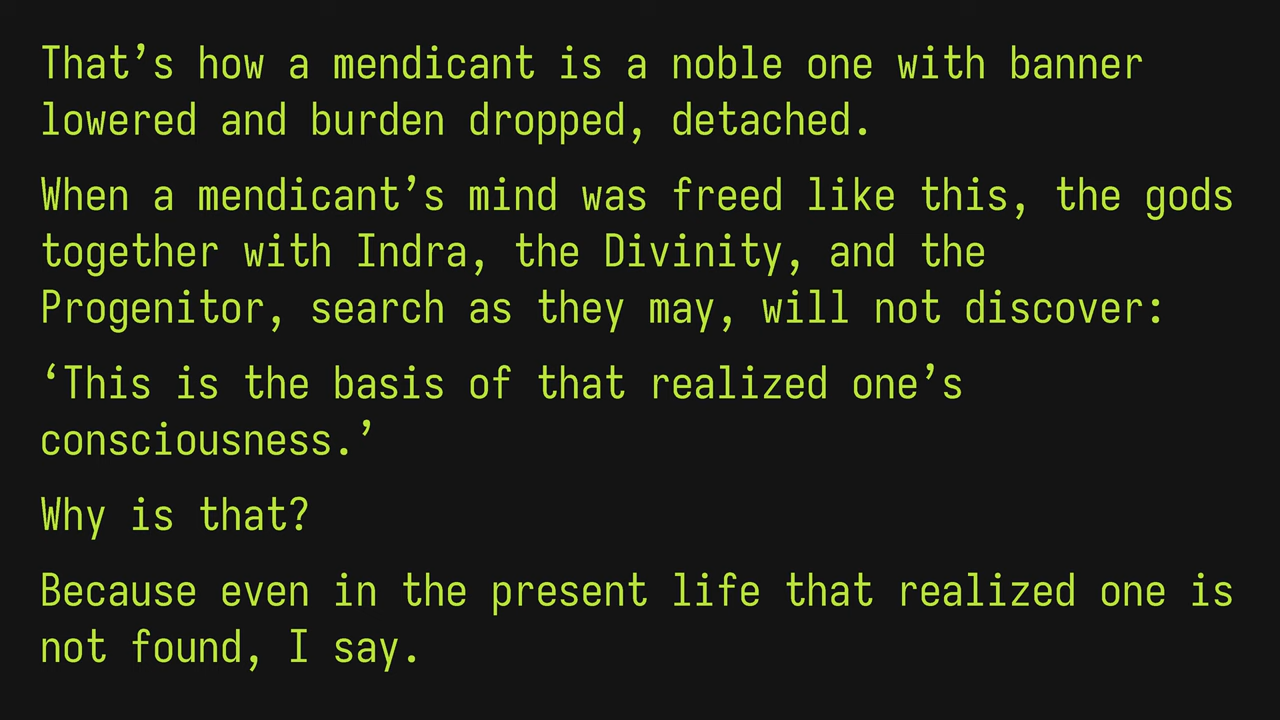 That’s how a mendicant is a noble one with banner
lowered and burden dropped, detached.
When a mendicant’s mind was freed like this, the gods
together with Indra, the Divinity, and the
Progenitor, search as they may, will not discover:
‘This is the basis of that realized one’s
consciousness.’
Why is that?
Because even in the present life that realized one is
not found, I say.